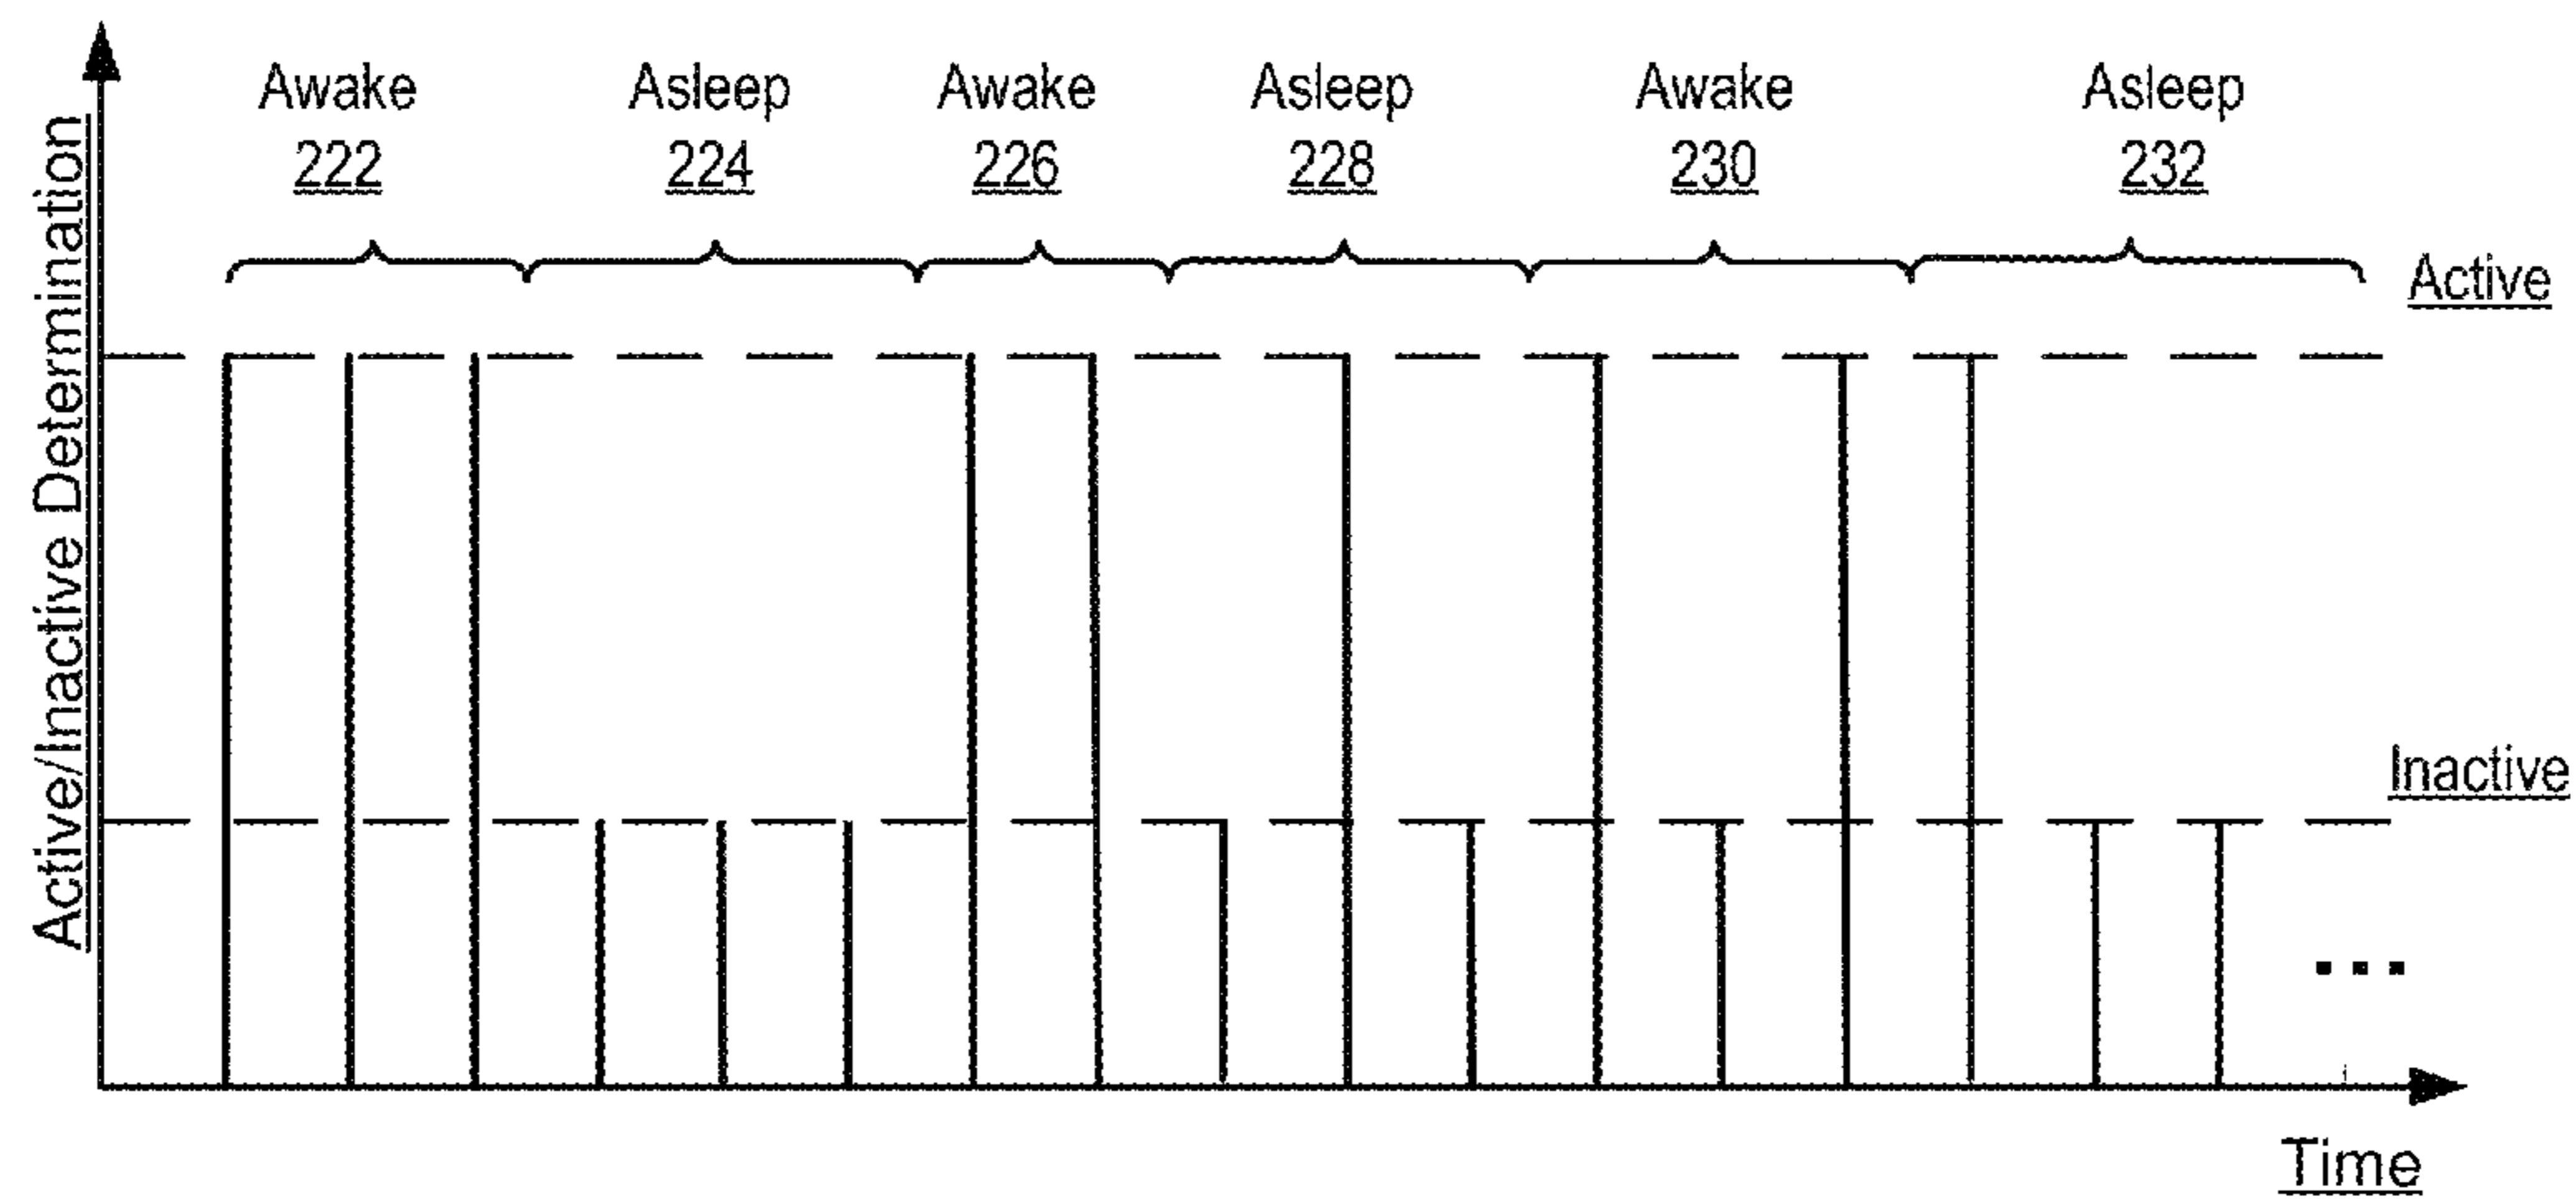 Awake
222
Asleep
224
Awake
226
Asleep
228
Awake
230
Asleep
232
Active
Inactive
Active/Inactive Determination
...
Time